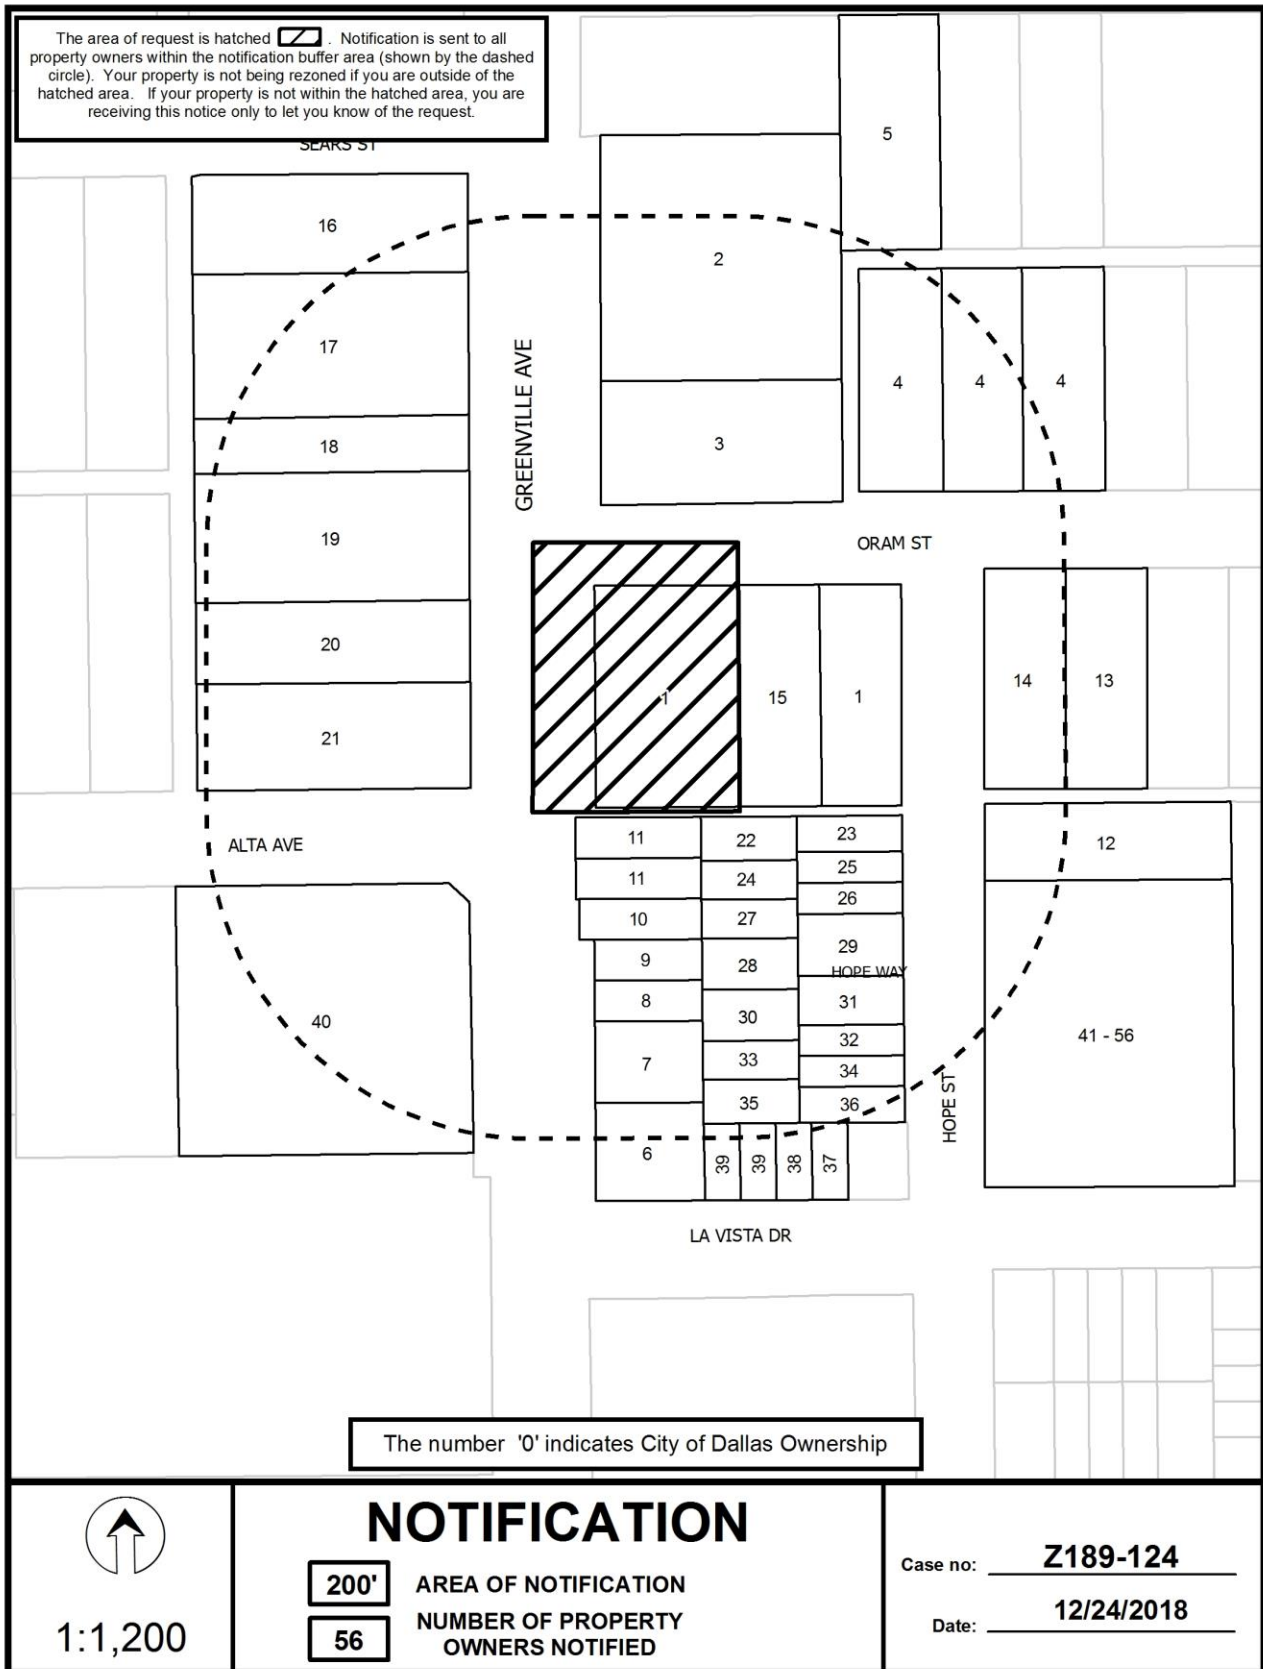 The area of request is hatched . Notification is sent to all
property owners within the notification buffer area (shown by the dashed
circle). Your property is not being rezoned if you are outside of the
hatched area. If your property is not within the hatched area, you are
receiving this notice only to let you know of the request.
SEARS ST
5
16
2
17
GREENVILLE AVE
4
4
4
18
3
19
ORAM ST
20
1
15
1
14
13
21
ALTA AVE
11
22
23
12
11
24
25
26
10
27
9
28
29
HOPE WAY
8
30
31
40
32
41 - 56
7
33
34
35
36
HOPE ST
6
39
39
38
37
LA VISTA DR
The number '0' indicates City of Dallas Ownership
1:1,200
NOTIFICATION
200' AREA OF NOTIFICATION
56 NUMBER OF PROPERTY
OWNERS NOTIFIED
Case no: Z189-124
Date: 12/24/2018